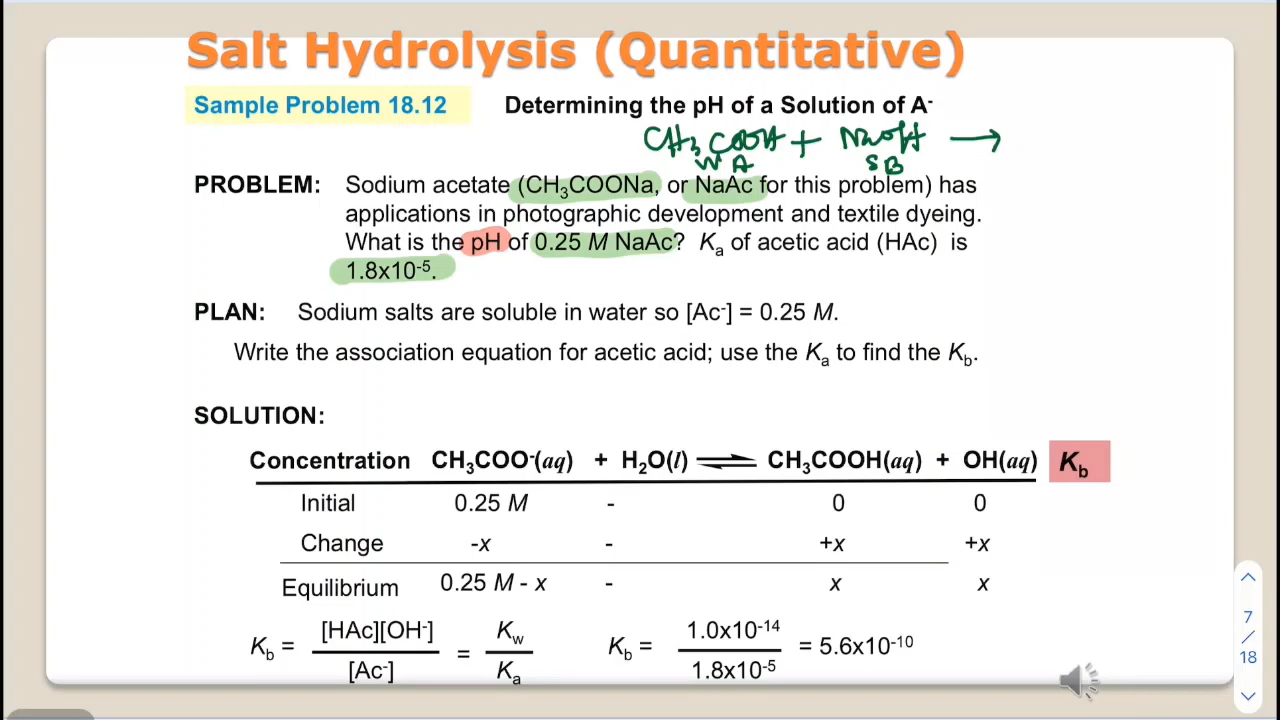 Salt Hydrolysis (Quantitative)
Sample Problem 18.12 Determining the pH of a Solution of A⁻
CH₃COOH + NaOH →
WA SB
PROBLEM: Sodium acetate (CH₃COONa, or NaAc for this problem) has
applications in photographic development and textile dyeing.
What is the pH of 0.25 M NaAc? Kₐ of acetic acid (HAc) is
1.8x10⁻⁵.
PLAN: Sodium salts are soluble in water so [Ac⁻] = 0.25 M.
Write the association equation for acetic acid; use the Kₐ to find the K_b.
SOLUTION:
Concentration CH₃COO⁻(aq) + H₂O(l) ⇌ CH₃COOH(aq) + OH(aq) K_b
Initial 0.25 M - 0 0
Change -x - +x +x
Equilibrium 0.25 M - x - x x
K_b = [HAc][OH⁻] / [Ac⁻] = K_w / Kₐ K_b = 1.0x10⁻¹⁴ / 1.8x10⁻⁵ = 5.6x10⁻¹⁰
7
/
18